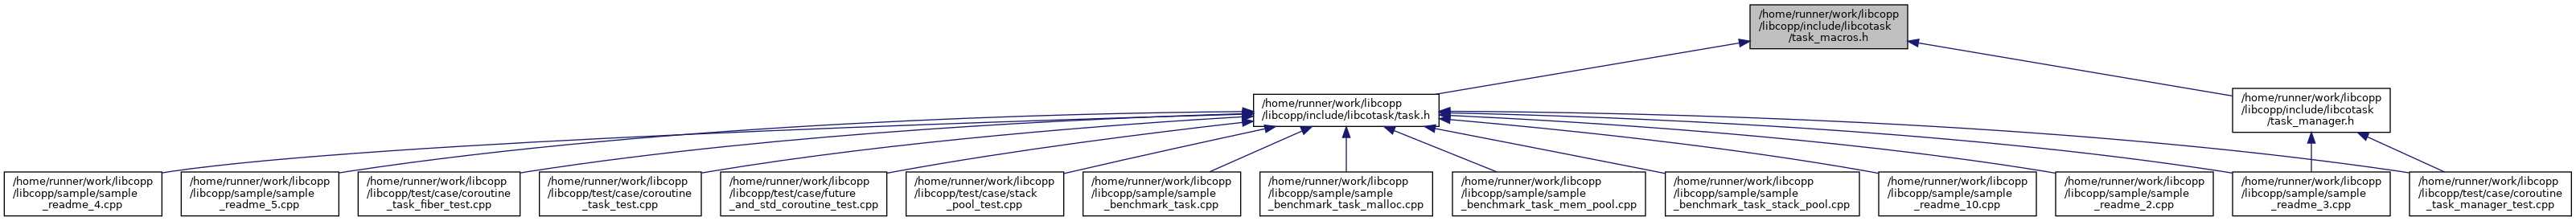 /home/runner/work/libcopp
/libcopp/include/libcotask
/task_macros.h
/home/runner/work/libcopp
/libcopp/include/libcotask/task.h
/home/runner/work/libcopp
/libcopp/include/libcotask
/task_manager.h
/home/runner/work/libcopp
/libcopp/sample/sample
_readme_4.cpp
/home/runner/work/libcopp
/libcopp/sample/sample
_readme_5.cpp
/home/runner/work/libcopp
/libcopp/test/case/coroutine
_task_fiber_test.cpp
/home/runner/work/libcopp
/libcopp/test/case/coroutine
_task_test.cpp
/home/runner/work/libcopp
/libcopp/test/case/future
_and_std_coroutine_test.cpp
/home/runner/work/libcopp
/libcopp/test/case/stack
_pool_test.cpp
/home/runner/work/libcopp
/libcopp/sample/sample
_benchmark_task.cpp
/home/runner/work/libcopp
/libcopp/sample/sample
_benchmark_task_malloc.cpp
/home/runner/work/libcopp
/libcopp/sample/sample
_benchmark_task_mem_pool.cpp
/home/runner/work/libcopp
/libcopp/sample/sample
_benchmark_task_stack_pool.cpp
/home/runner/work/libcopp
/libcopp/sample/sample
_readme_10.cpp
/home/runner/work/libcopp
/libcopp/sample/sample
_readme_2.cpp
/home/runner/work/libcopp
/libcopp/sample/sample
_readme_3.cpp
/home/runner/work/libcopp
/libcopp/test/case/coroutine
_task_manager_test.cpp